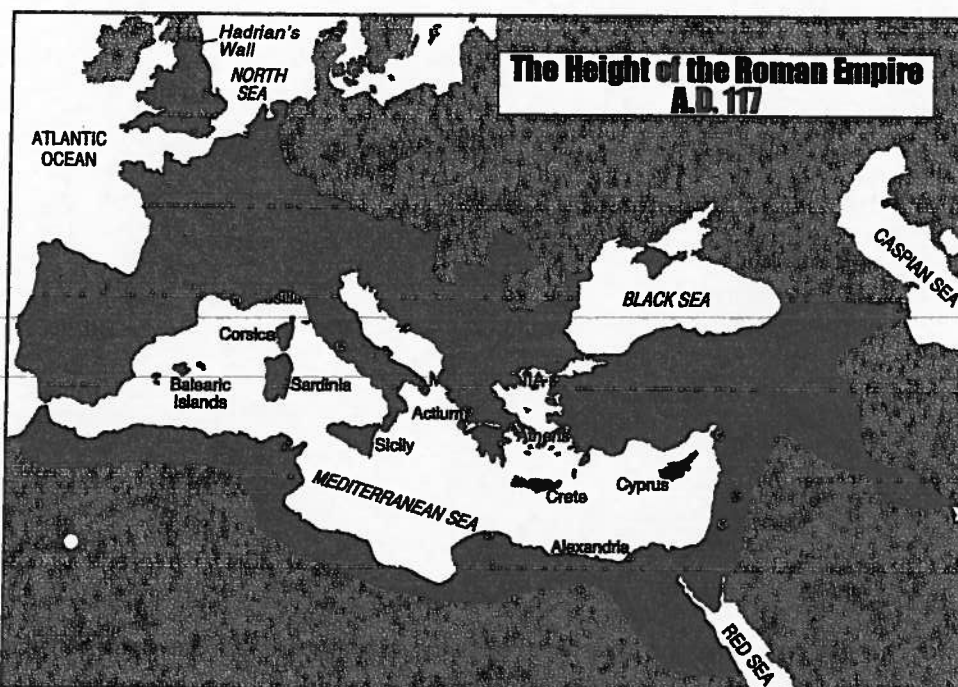 Hadrian's
Wall
NORTH
SEA
The Height of the Roman Empire
A.D. 117
ATLANTIC
OCEAN
CASPIAN SEA
BLACK SEA
Corsica
Balearic
Islands
Sardinia
Actium
Athens
Sicily
MEDITERRANEAN SEA
Crete
Cyprus
Alexandria
RED SEA